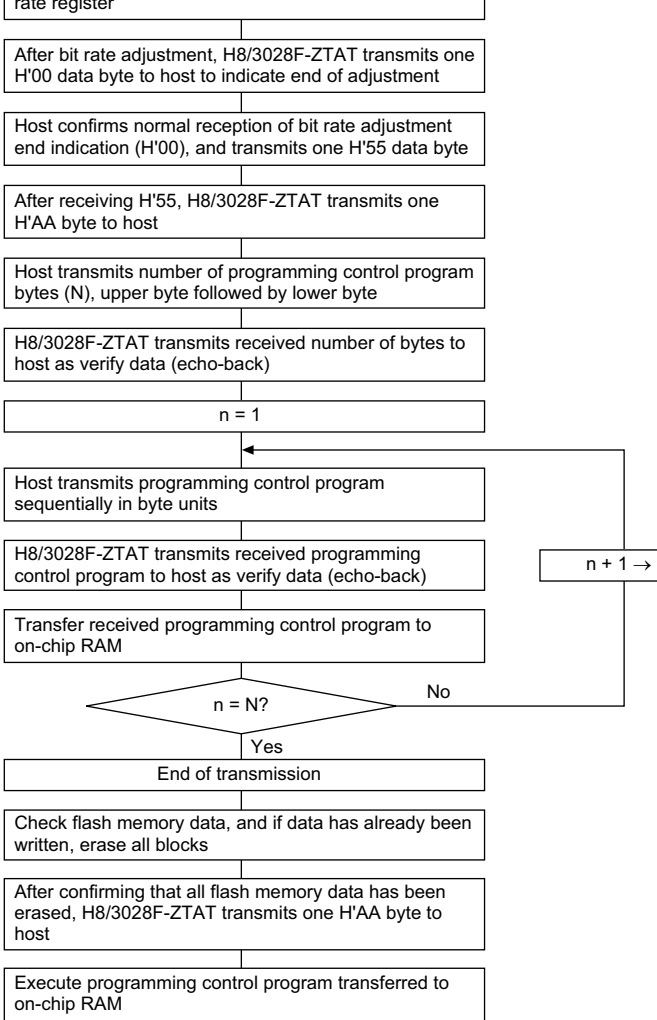 rate register
After bit rate adjustment, H8/3028F-ZTAT transmits one
H'00 data byte to host to indicate end of adjustment
Host confirms normal reception of bit rate adjustment
end indication (H'00), and transmits one H'55 data byte
After receiving H'55, H8/3028F-ZTAT transmits one
H'AA byte to host
Host transmits number of programming control program
bytes (N), upper byte followed by lower byte
H8/3028F-ZTAT transmits received number of bytes to
host as verify data (echo-back)
n = 1
Host transmits programming control program
sequentially in byte units
H8/3028F-ZTAT transmits received programming
control program to host as verify data (echo-back)
n + 1 →
Transfer received programming control program to
on-chip RAM
n = N?
No
Yes
End of transmission
Check flash memory data, and if data has already been
written, erase all blocks
After confirming that all flash memory data has been
erased, H8/3028F-ZTAT transmits one H'AA byte to
host
Execute programming control program transferred to
on-chip RAM